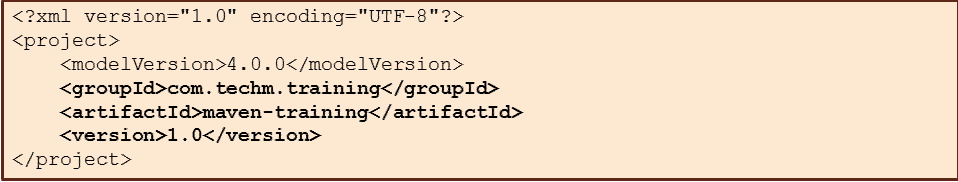 <?xml version="1.0" encoding="UTF-8"?>
<project>
    <modelVersion>4.0.0</modelVersion>
    <groupId>com.techm.training</groupId>
    <artifactId>maven-training</artifactId>
    <version>1.0</version>
</project>